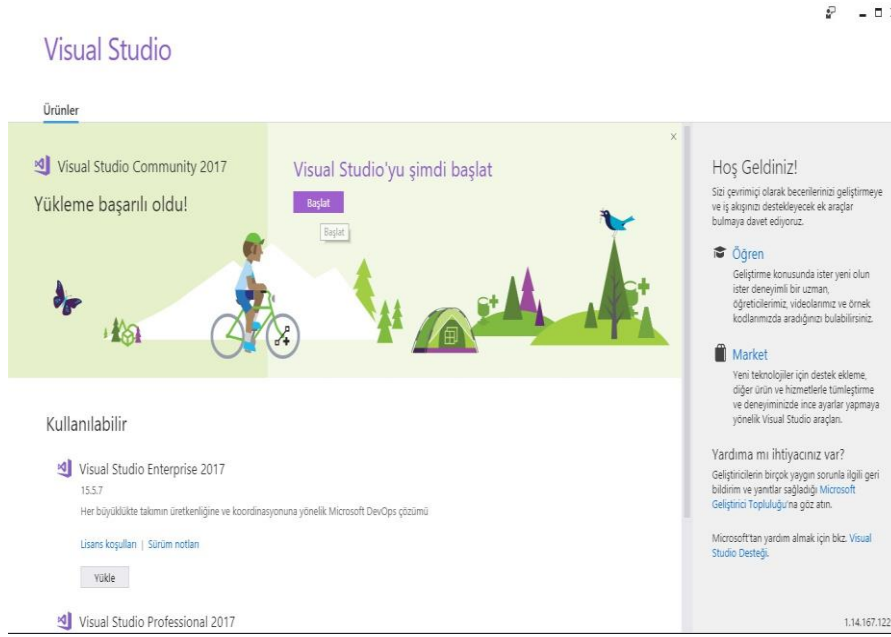 Visual Studio
Ürünler
Visual Studio Community 2017
Yükleme başarılı oldu!
Visual Studio'yu şimdi başlat
Başlat
Başlat
x
Kullanılabilir
Visual Studio Enterprise 2017
15.5.7
Her büyüklükte takımın üretkenliğine ve koordinasyonuna yönelik Microsoft DevOps çözümü
Lisans koşulları | Sürüm notları
Yükle
Visual Studio Professional 2017
Hoş Geldiniz!
Sizi çevrimiçi olarak becerilerinizi geliştirmeye
ve iş akışınızı destekleyecek ek araçlar
bulmaya davet ediyoruz.
Öğren
Geliştirme konusunda ister yeni olun
ister deneyimli bir uzman,
öğreticilerimiz, videolarımız ve örnek
kodlarımızda aradığınızı bulabilirsiniz.
Market
Yeni teknolojiler için destek ekleme,
diğer ürün ve hizmetlerle tümleştirme
ve deneyiminizde ince ayarlar yapmaya
yönelik Visual Studio araçları.
Yardıma mı ihtiyacınız var?
Geliştiricilerin birçok yaygın sorunla ilgili geri
bildirim ve yanıtlar sağladığı Microsoft
Geliştirici Topluluğu'na göz atın.
Microsoft'tan yardım almak için bkz. Visual
Studio Desteği.
1.14.167.122